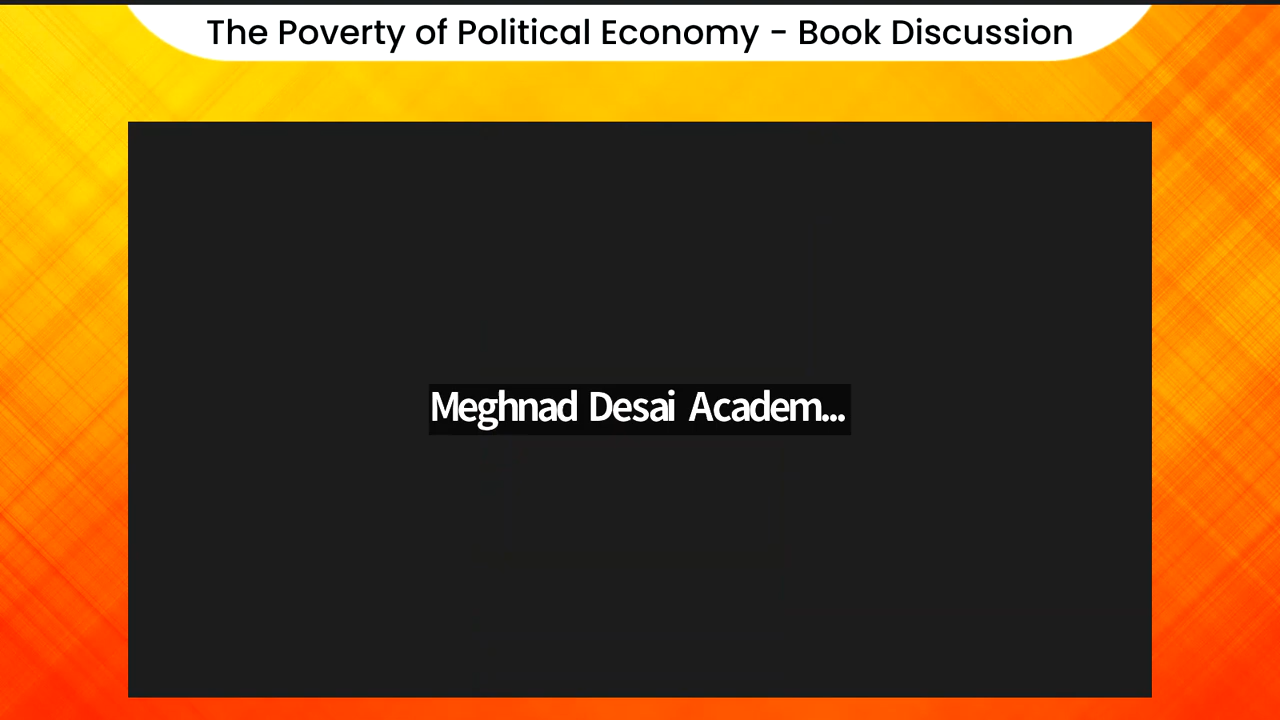 The Poverty of Political Economy - Book Discussion
Meghnad Desai Academ...